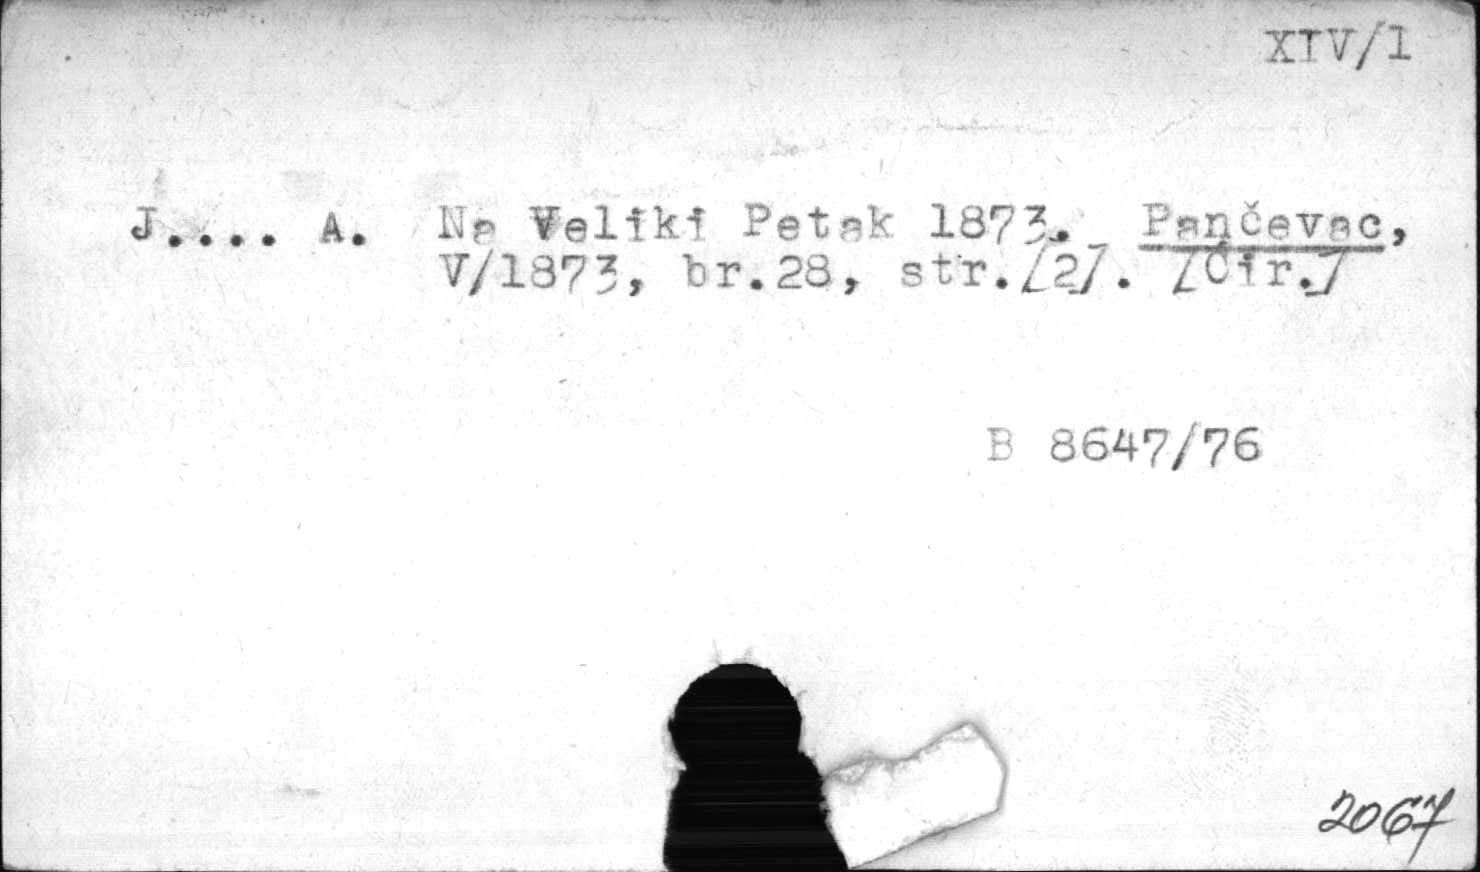 XIV/1
J.... A. Na Veliki Petak 1873. Pančevac,
V/1873, br.28, str.[2]. [Ćir.]
B 8647/76
2067